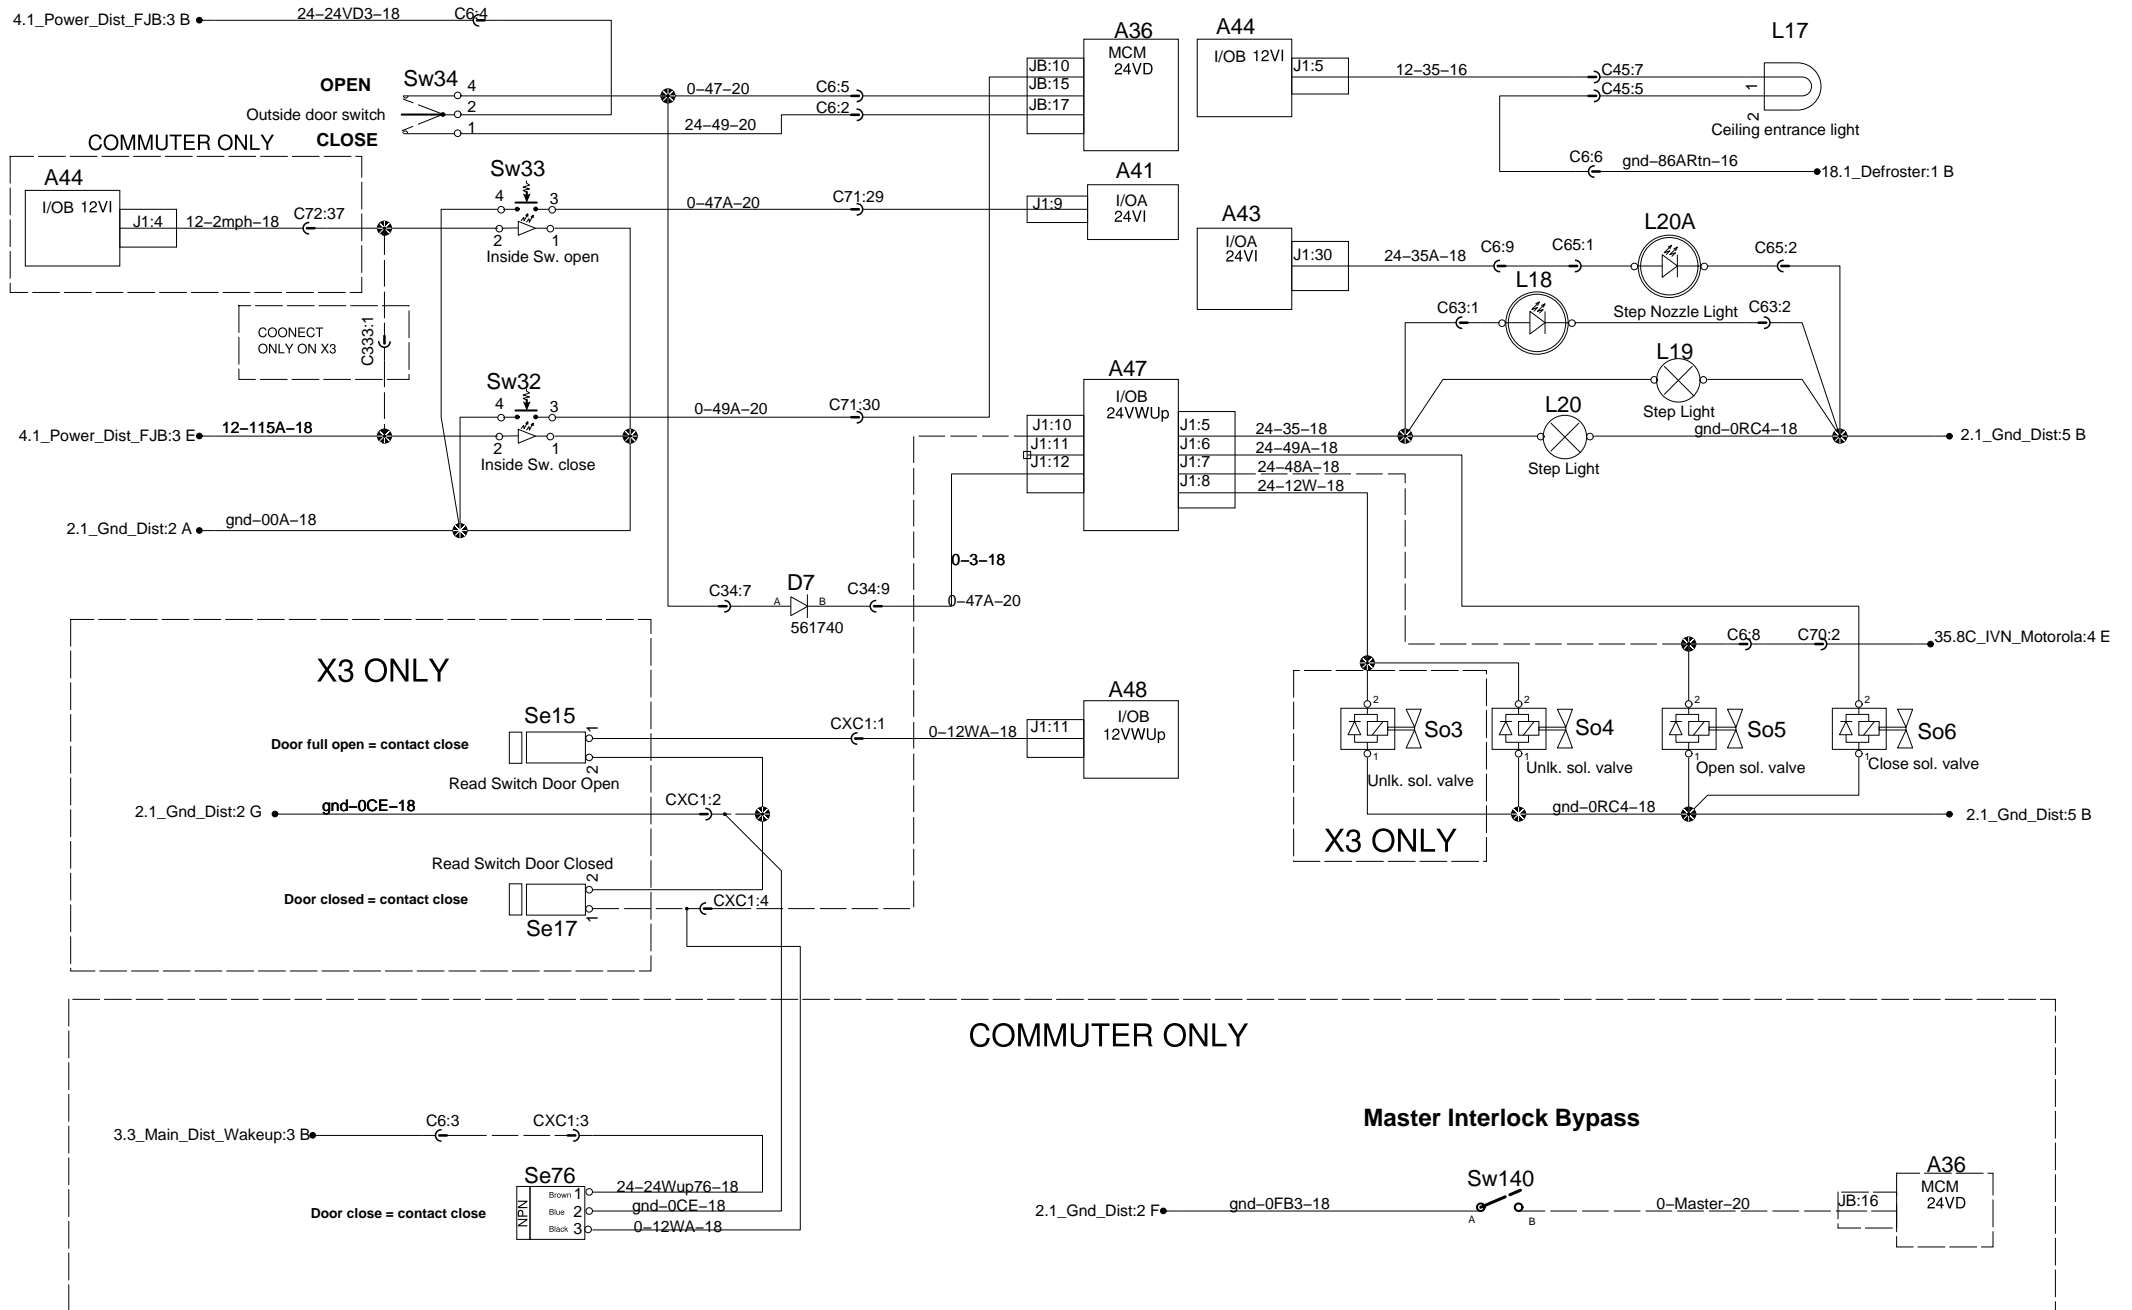 4.1_Power_Dist_FJB:3 B
24-24VD3-18
C6:4
OPEN
Sw34
4
Outside door switch
2
CLOSE
1
0-47-20
C6:5
C6:2
24-49-20
A36
MCM
24VD
JB:10
JB:15
JB:17
A44
I/OB 12VI
J1:5
12-35-16
C45:7
C45:5
L17
1
2
Ceiling entrance light
C6:6
gnd-86ARtn-16
18.1_Defroster:1 B
COMMUTER ONLY
A44
I/OB 12VI
J1:4
12-2mph-18
C72:37
Sw33
4
3
2
1
Inside Sw. open
0-47A-20
C71:29
A41
J1:9
I/OA
24VI
A43
I/OA
24VI
J1:30
24-35A-18
C6:9
C65:1
L20A
C65:2
L18
C63:1
Step Nozzle Light
C63:2
L19
Step Light
L20
gnd-0RC4-18
Step Light
2.1_Gnd_Dist:5 B
COONECT
ONLY ON X3
C333:1
Sw32
4
3
2
1
Inside Sw. close
0-49A-20
C71:30
4.1_Power_Dist_FJB:3 E
12-115A-18
2.1_Gnd_Dist:2 A
gnd-00A-18
A47
I/OB
24VWUp
J1:10
J1:11
J1:12
J1:5
J1:6
J1:7
J1:8
24-35-18
24-49A-18
24-48A-18
24-12W-18
0-3-18
C34:7
A
D7
B
C34:9
0-47A-20
561740
X3 ONLY
Se15
1
2
Door full open = contact close
Read Switch Door Open
CXC1:1
0-12WA-18
A48
J1:11
I/OB
12VWUp
2.1_Gnd_Dist:2 G
gnd-0CE-18
CXC1:2
Read Switch Door Closed
2
1
Door closed = contact close
Se17
CXC1:4
C6:8
C70:2
35.8C_IVN_Motorola:4 E
2
So3
1
Unlk. sol. valve
2
So4
1
Unlk. sol. valve
2
So5
1
Open sol. valve
2
So6
1
Close sol. valve
gnd-0RC4-18
2.1_Gnd_Dist:5 B
X3 ONLY
COMMUTER ONLY
3.3_Main_Dist_Wakeup:3 B
C6:3
CXC1:3
Se76
NPN
Brown 1
Blue 2
Black 3
24-24Wup76-18
gnd-0CE-18
0-12WA-18
Door close = contact close
Master Interlock Bypass
2.1_Gnd_Dist:2 F
gnd-0FB3-18
Sw140
A
B
0-Master-20
JB:16
A36
MCM
24VD